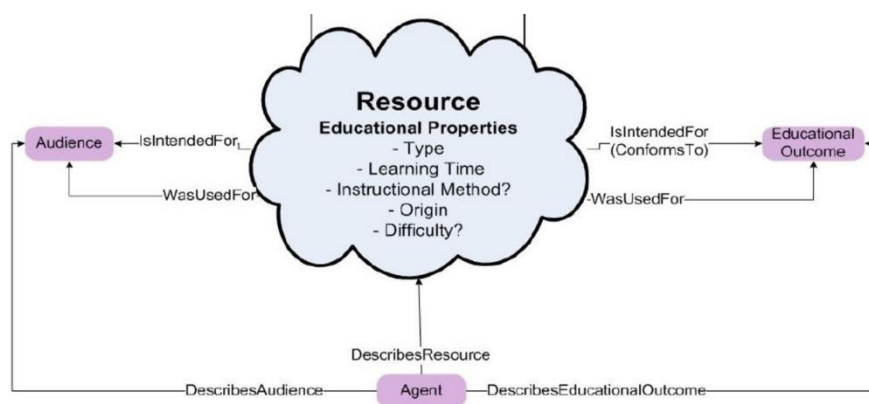 Resource
Educational Properties
- Type
- Learning Time
- Instructional Method?
- Origin
- Difficulty?
Audience
IsIntendedFor
WasUsedFor
IsIntendedFor
(ConformsTo)
WasUsedFor
Educational
Outcome
DescribesResource
DescribesAudience
Agent
DescribesEducationalOutcome